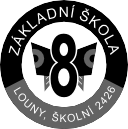 ZÁKLADNÍ ŠKOLA
8
LOUNY, ŠKOLNÍ 2426